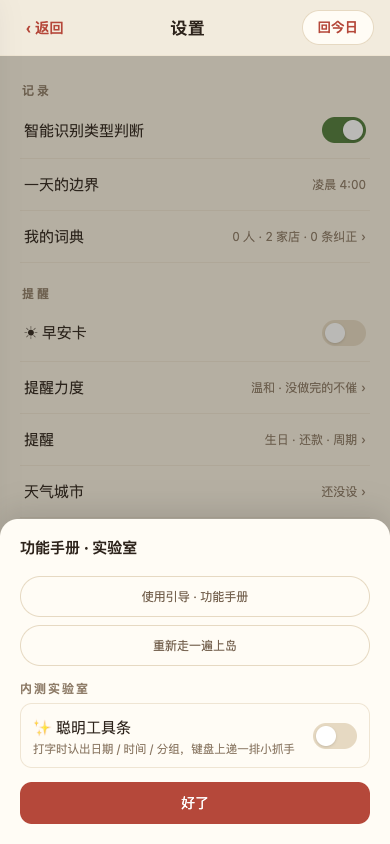 ‹ 返回
设置
回今日
记录
智能识别类型判断
一天的边界
凌晨 4:00
我的词典
0 人 · 2 家店 · 0 条纠正 ›
提醒
☀ 早安卡
提醒力度
温和 · 没做完的不催 ›
提醒
生日 · 还款 · 周期 ›
天气城市
还没设 ›
功能手册 · 实验室
使用引导 · 功能手册
重新走一遍上岛
内测实验室
✨ 聪明工具条
打字时认出日期 / 时间 / 分组，键盘上递一排小抓手
好了